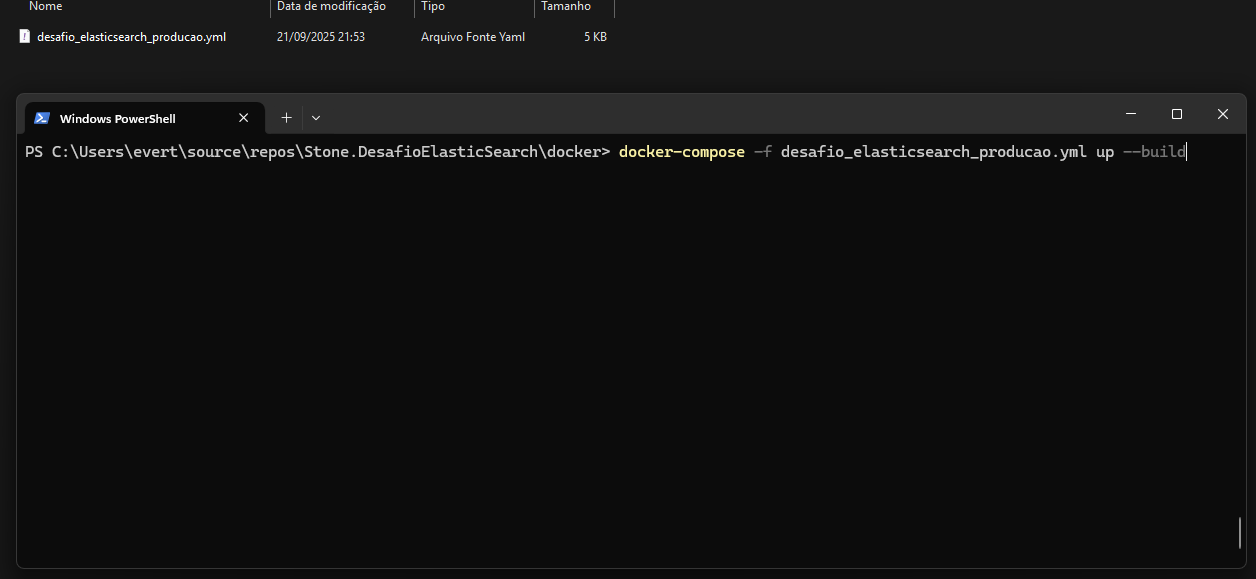 Nome Data de modificação Tipo Tamanho
desafio_elasticsearch_producao.yml 21/09/2025 21:53 Arquivo Fonte Yaml 5 KB
Windows PowerShell
PS C:\Users\evert\source\repos\Stone.DesafioElasticSearch\docker> docker-compose -f desafio_elasticsearch_producao.yml up --build